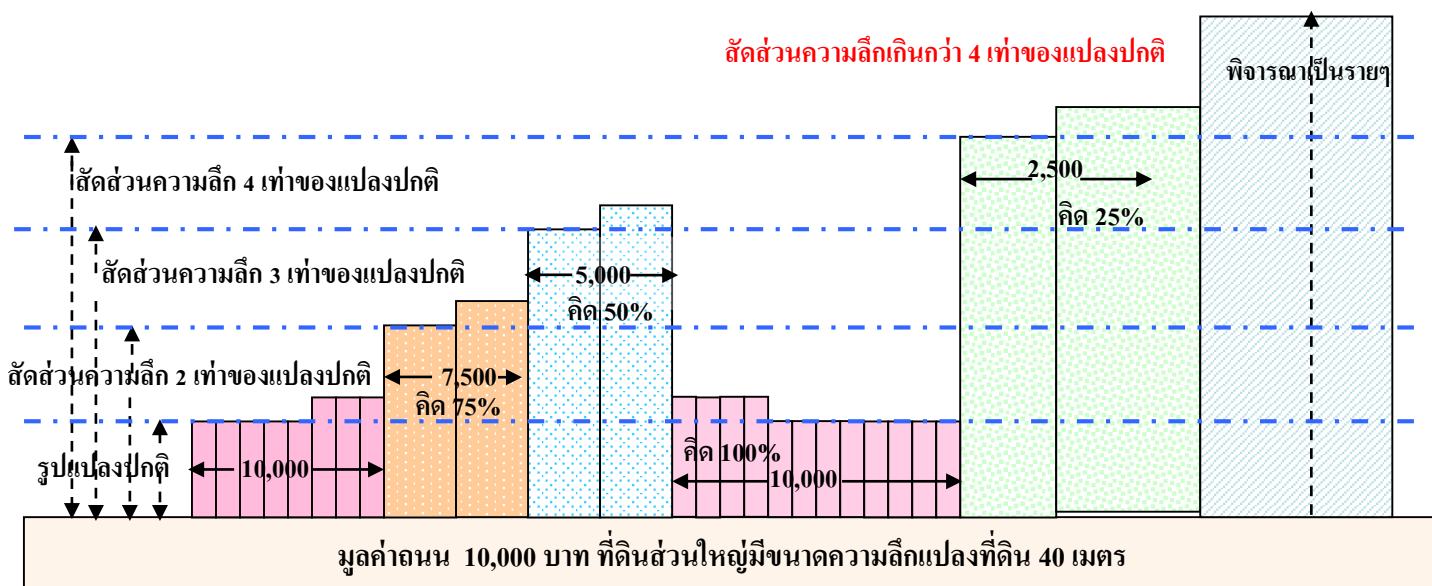 สัดส่วนความลึกเกินกว่า 4 เท่าของแปลงปกติ
พิจารณาเป็นรายๆ
สัดส่วนความลึก 4 เท่าของแปลงปกติ
2,500
คิด 25%
สัดส่วนความลึก 3 เท่าของแปลงปกติ
5,000
คิด 50%
สัดส่วนความลึก 2 เท่าของแปลงปกติ
7,500
คิด 75%
รูปแปลงปกติ
10,000
คิด 100%
10,000
มูลค่าถนน 10,000 บาท ที่ดินส่วนใหญ่มีขนาดความลึกแปลงที่ดิน 40 เมตร